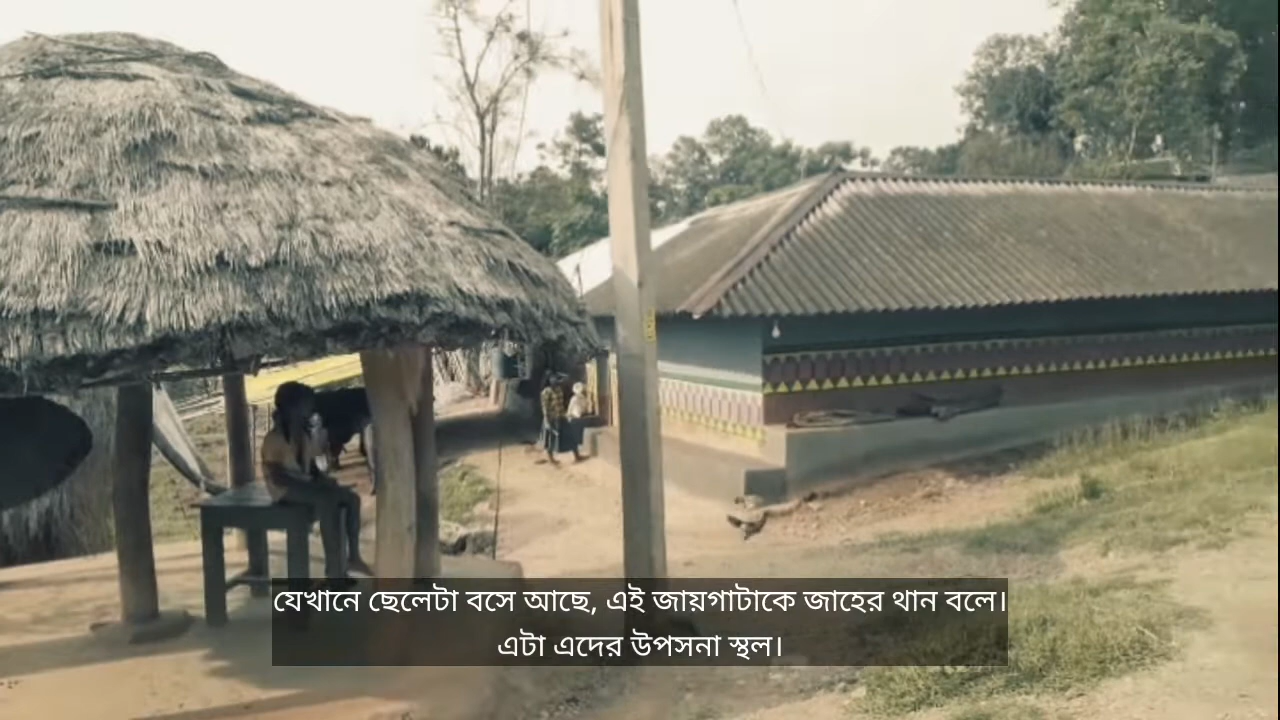 যেখানে ছেলেটা বসে আছে, এই জায়গাটাকে জাহের থান বলে।
এটা এদের উপসনা স্থল।